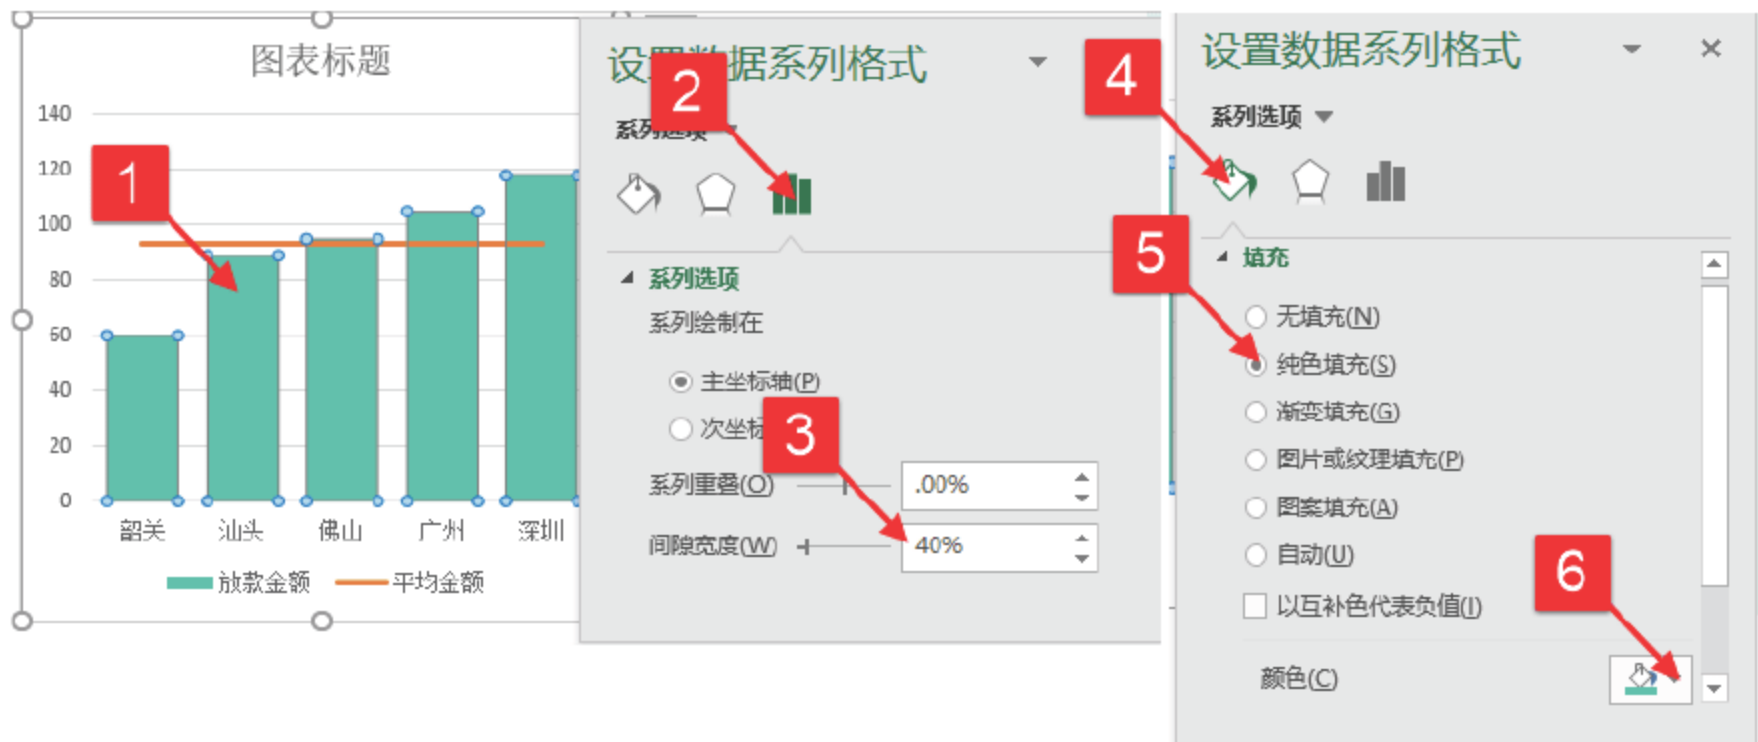 图表标题
140
120
100
80
60
40
20
0
韶关 汕头 佛山 广州 深圳
放款金额 平均金额
1
设置数据系列格式
2
系列选项
系列选项
系列绘制在
主坐标轴(P)
次坐标
3
系列重叠(O) .00%
间隙宽度(W) 40%
设置数据系列格式
4
系列选项
5
填充
无填充(N)
纯色填充(S)
渐变填充(G)
图片或纹理填充(P)
图案填充(A)
自动(U)
以互补色代表负值(I)
6
颜色(C)